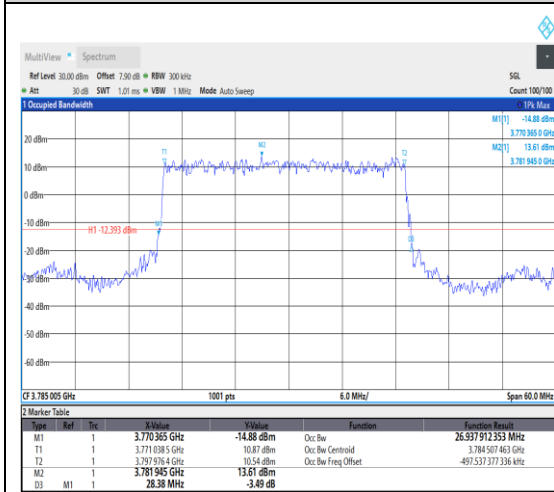 MultiView Spectrum
Ref Level 30.00 dBm Offset 7.90 dB RBW 300 kHz SGL
Att 30 dB SWT 1.01 ms VBW 1 MHz Mode Auto Sweep Count 100/100
1 Occupied Bandwidth 1Pk Max
M1[1] -14.88 dBm
3.770 365 0 GHz
M2[1] 13.61 dBm
3.781 945 0 GHz
20 dBm
T1 M2 T2
10 dBm
0 dBm
-10 dBm
H1 -12.393 dBm
-20 dBm
-30 dBm
-40 dBm
-50 dBm
-60 dBm
CF 3.785 005 GHz 1001 pts 6.0 MHz/ Span 60.0 MHz
2 Marker Table
Type Ref Trc X-Value Y-Value Function Function Result
M1 1 3.770 365 GHz -14.88 dBm Occ Bw 26.937 912 353 MHz
T1 1 3.771 038 5 GHz 10.87 dBm Occ Bw Centroid 3.784 507 463 GHz
T2 1 3.797 976 4 GHz 10.54 dBm Occ Bw Freq Offset -497.537 377 336 kHz
M2 1 3.781 945 GHz 13.61 dBm
D3 M1 1 28.38 MHz -3.49 dB